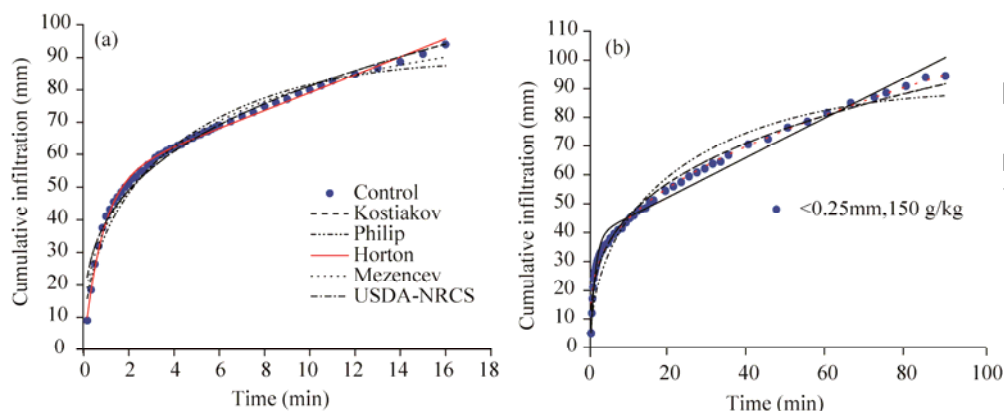 (a)
Cumulative infiltration (mm)
100
90
80
70
60
50
40
30
20
10
0
Control
Kostiakov
Philip
Horton
Mezencev
USDA-NRCS
0 2 4 6 8 10 12 14 16 18
Time (min)
(b)
Cumulative infiltration (mm)
110
100
90
80
70
60
50
40
30
20
10
0
<0.25mm,150 g/kg
0 20 40 60 80 100
Time (min)